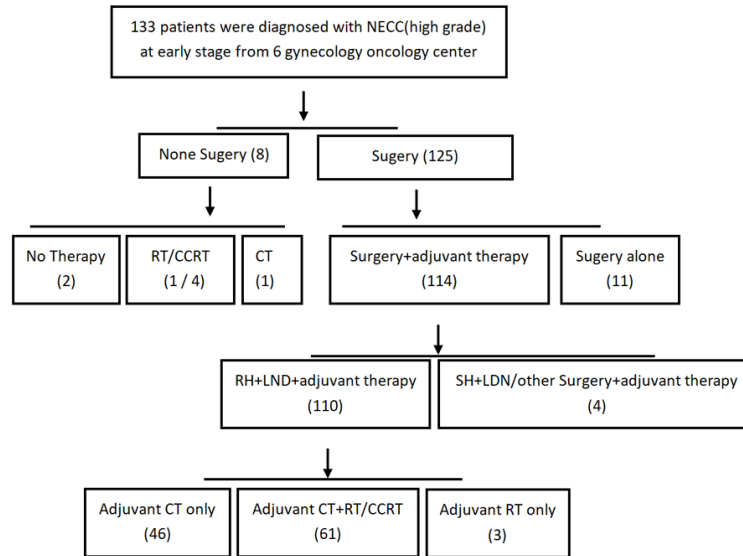 133 patients were diagnosed with NECC(high grade)
at early stage from 6 gynecology oncology center
None Sugery (8)
Sugery (125)
No Therapy
(2)
RT/CCRT
(1 / 4)
CT
(1)
Surgery+adjuvant therapy
(114)
Sugery alone
(11)
RH+LND+adjuvant therapy
(110)
SH+LDN/other Surgery+adjuvant therapy
(4)
Adjuvant CT only
(46)
Adjuvant CT+RT/CCRT
(61)
Adjuvant RT only
(3)